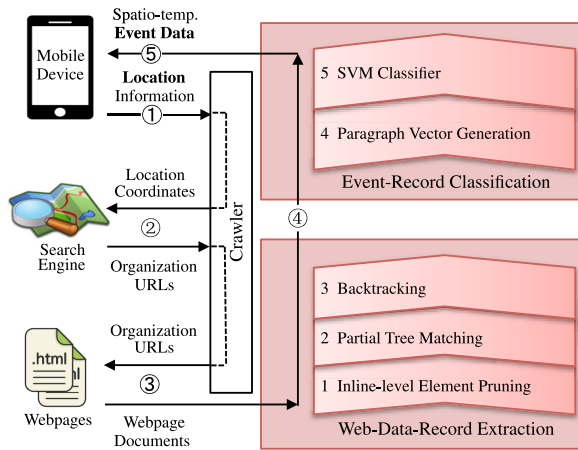 Spatio-temp.
Event Data
⑤
Mobile
Device
Location
Information
①
Location
Coordinates
②
Search
Engine
Organization
URLs
Organization
URLs
.html
③
Webpages
Webpage
Documents
Crawler
④
5 SVM Classifier
4 Paragraph Vector Generation
Event-Record Classification
3 Backtracking
2 Partial Tree Matching
1 Inline-level Element Pruning
Web-Data-Record Extraction